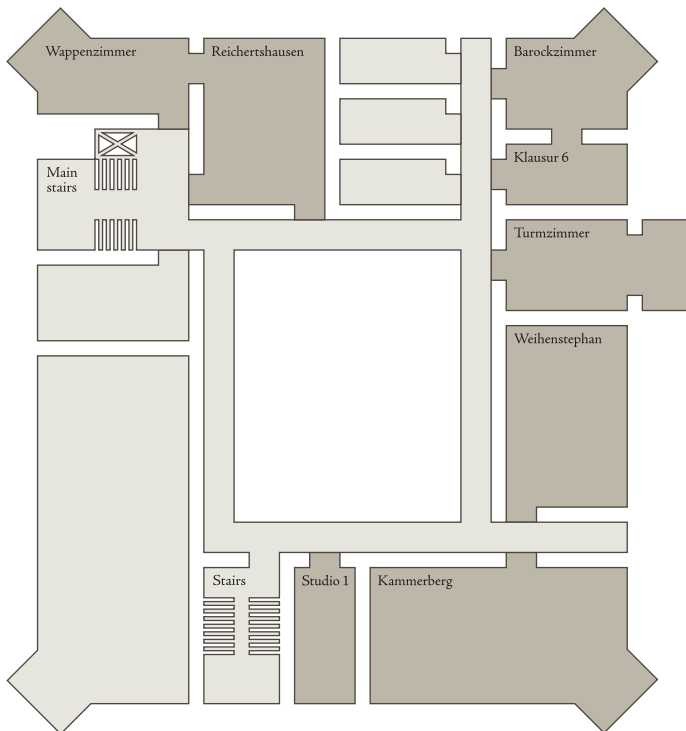 Wappenzimmer
Reichertshausen
Barockzimmer
Klausur 6
Main
stairs
Turmzimmer
Weihenstephan
Stairs
Studio 1
Kammerberg